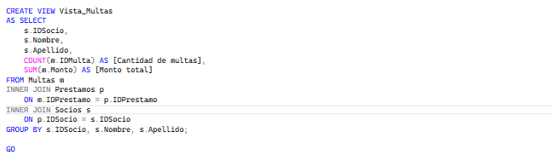 CREATE VIEW Vista_Multas
AS SELECT
s.IDSocio,
s.Nombre,
s.Apellido,
COUNT(m.IDMulta) AS [Cantidad de multas],
SUM(m.Monto) AS [Monto total]
FROM Multas m
INNER JOIN Prestamos p
ON m.IDPrestamo = p.IDPrestamo
INNER JOIN Socios s
ON p.IDSocio = s.IDSocio
GROUP BY s.IDSocio, s.Nombre, s.Apellido;
GO